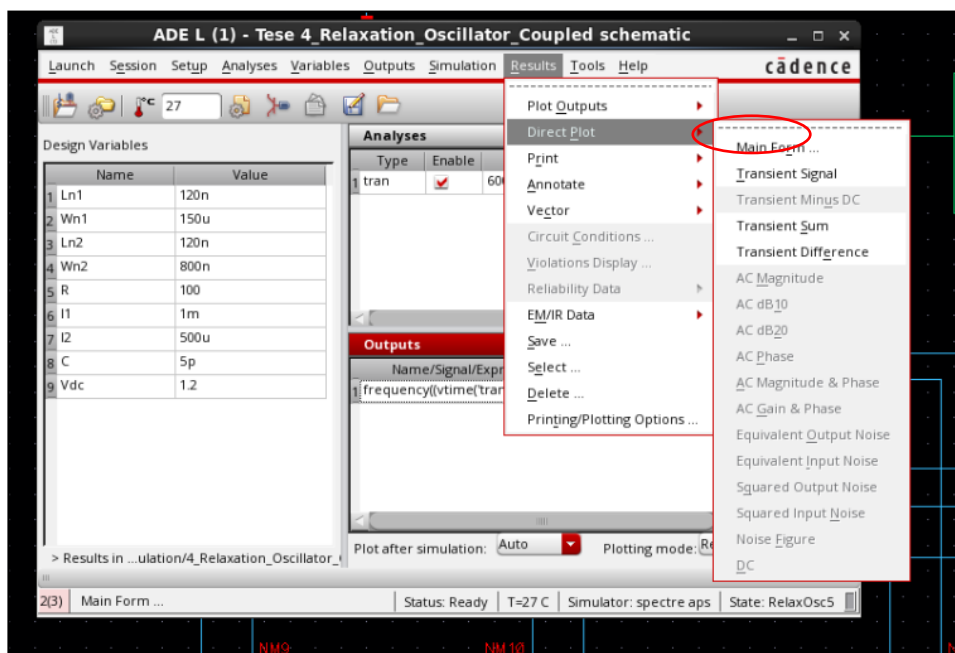 ADE L (1) - Tese 4_Relaxation_Oscillator_Coupled schematic
Launch Session Setup Analyses Variables Outputs Simulation Results Tools Help cādence
°C 27
Design Variables
Name Value
1 Ln1 120n
2 Wn1 150u
3 Ln2 120n
4 Wn2 800n
5 R 100
6 I1 1m
7 I2 500u
8 C 5p
9 Vdc 1.2
> Results in ...ulation/4_Relaxation_Oscillator_
Analyses
Type Enable
1 tran
Outputs
Name/Signal/Expr
1 frequency((vtime('tran
Plot after simulation: Auto Plotting mode:
Plot Outputs
Direct Plot
Print
Annotate
Vector
Circuit Conditions ...
Violations Display ...
Reliability Data
EM/IR Data
Save ...
Select ...
Delete ...
Printing/Plotting Options ...
Main Form ...
Transient Signal
Transient Minus DC
Transient Sum
Transient Difference
AC Magnitude
AC dB10
AC dB20
AC Phase
AC Magnitude & Phase
AC Gain & Phase
Equivalent Output Noise
Equivalent Input Noise
Squared Output Noise
Squared Input Noise
Noise Figure
DC
2(3) Main Form ... Status: Ready T=27 C Simulator: spectre aps State: RelaxOsc5
NM9 NM10